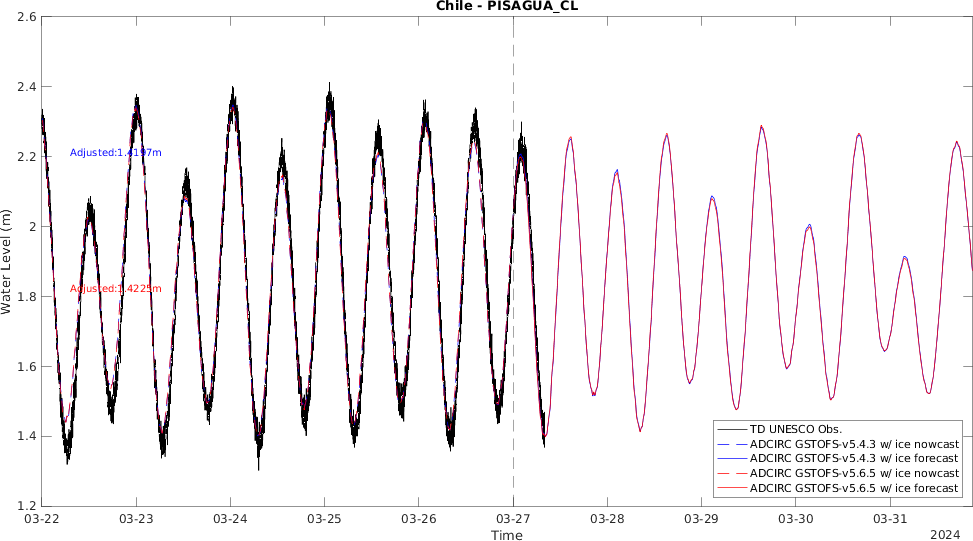 Chile - PISAGUA_CL
2.6
2.4
2.2
2
1.8
1.6
1.4
1.2
Water Level (m)
Adjusted:1.4197m
Adjusted:1.4225m
TD UNESCO Obs.
ADCIRC GSTOFS-v5.4.3 w/ ice nowcast
ADCIRC GSTOFS-v5.4.3 w/ ice forecast
ADCIRC GSTOFS-v5.6.5 w/ ice nowcast
ADCIRC GSTOFS-v5.6.5 w/ ice forecast
03-22 03-23 03-24 03-25 03-26 03-27 03-28 03-29 03-30 03-31
Time
2024